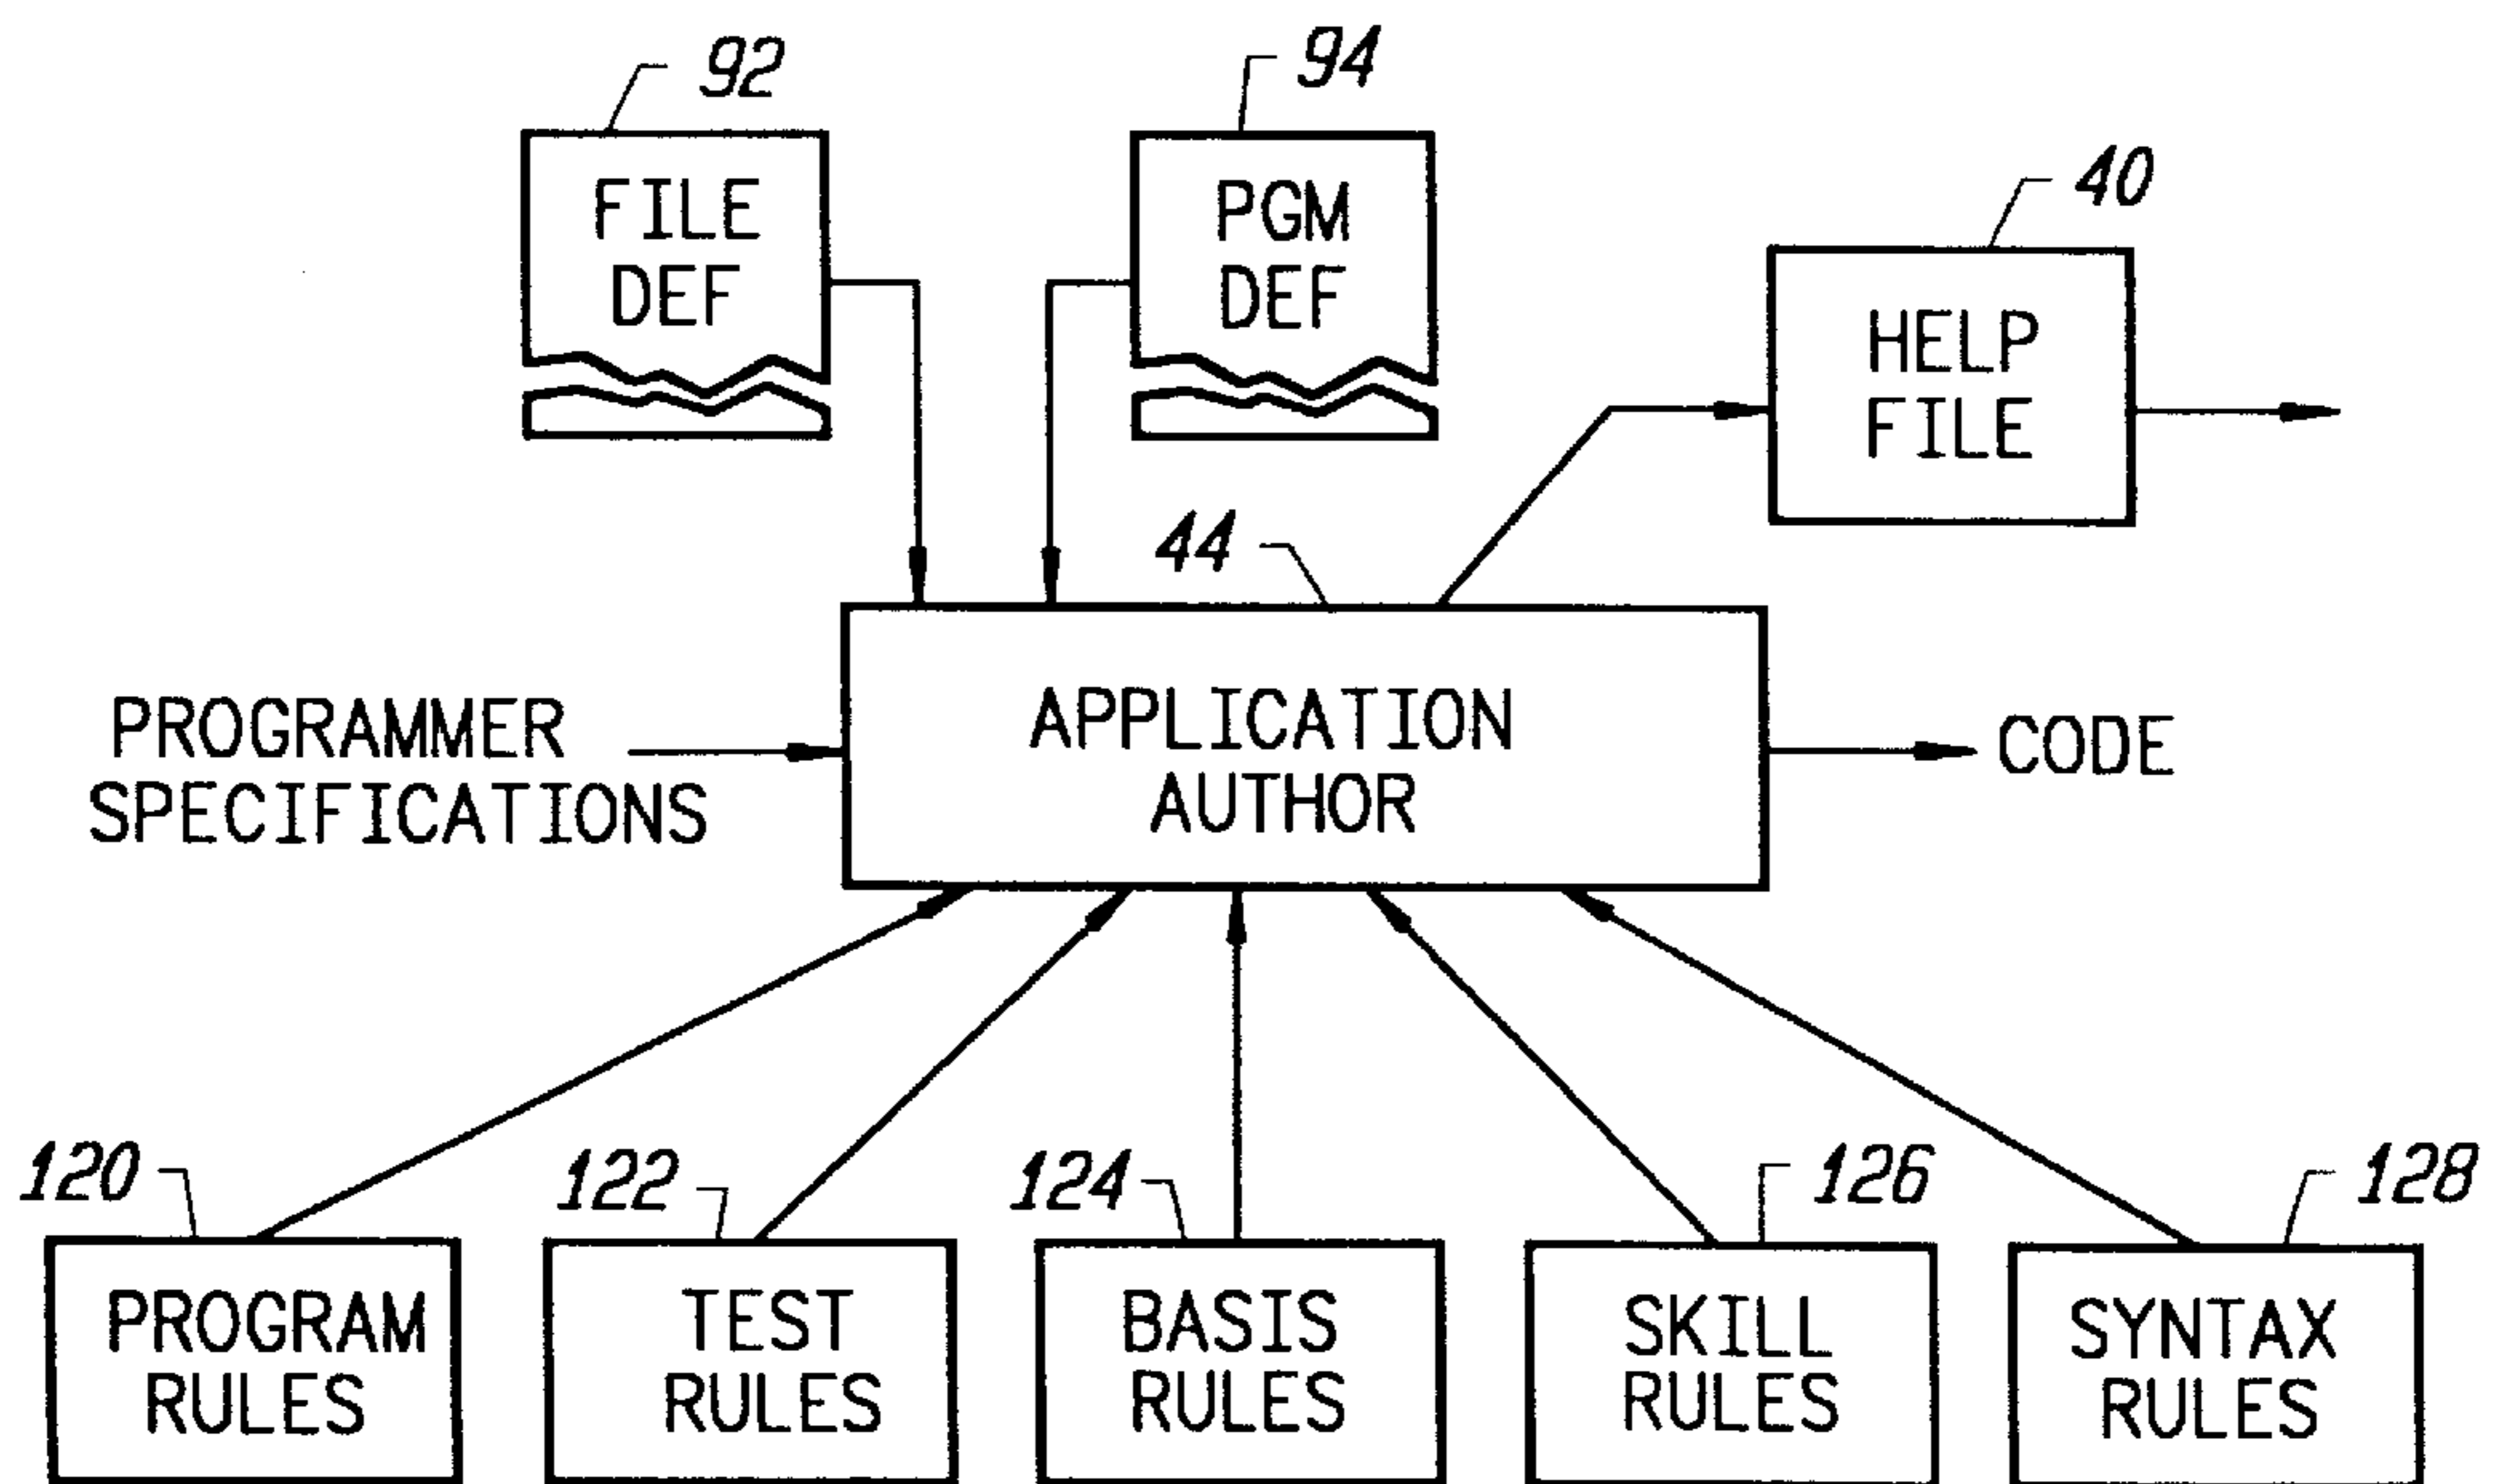 92
94
FILE
DEF
PGM
DEF
40
HELP
FILE
44
PROGRAMMER
SPECIFICATIONS
APPLICATION
AUTHOR
CODE
120
122
124
126
128
PROGRAM
RULES
TEST
RULES
BASIS
RULES
SKILL
RULES
SYNTAX
RULES